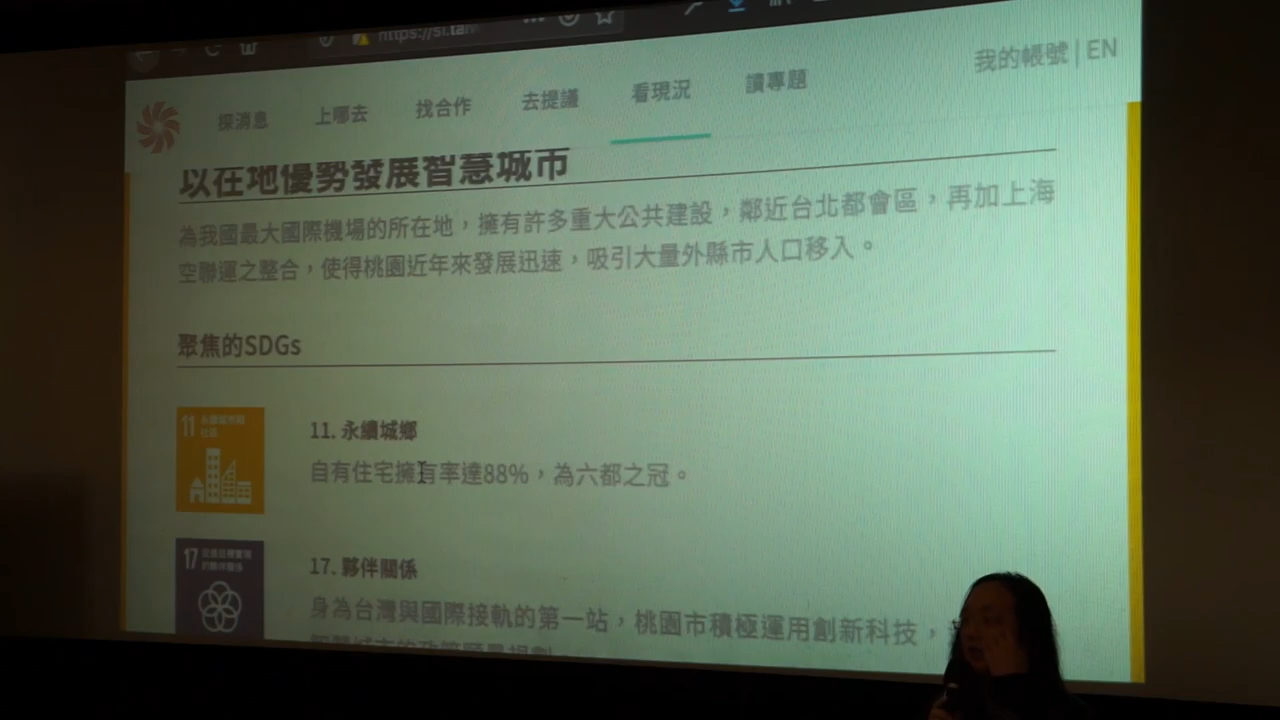 https://si.tai
探消息
上哪去
找合作
去提議
看現況
讀專題
我的帳號 | EN
以在地優勢發展智慧城市
為我國最大國際機場的所在地，擁有許多重大公共建設，鄰近台北都會區，再加上海
空聯運之整合，使得桃園近年來發展迅速，吸引大量外縣市人口移入。
聚焦的SDGs
11
11. 永續城鄉
自有住宅擁有率達88%，為六都之冠。
17
17. 夥伴關係
身為台灣與國際接軌的第一站，桃園市積極運用創新科技，